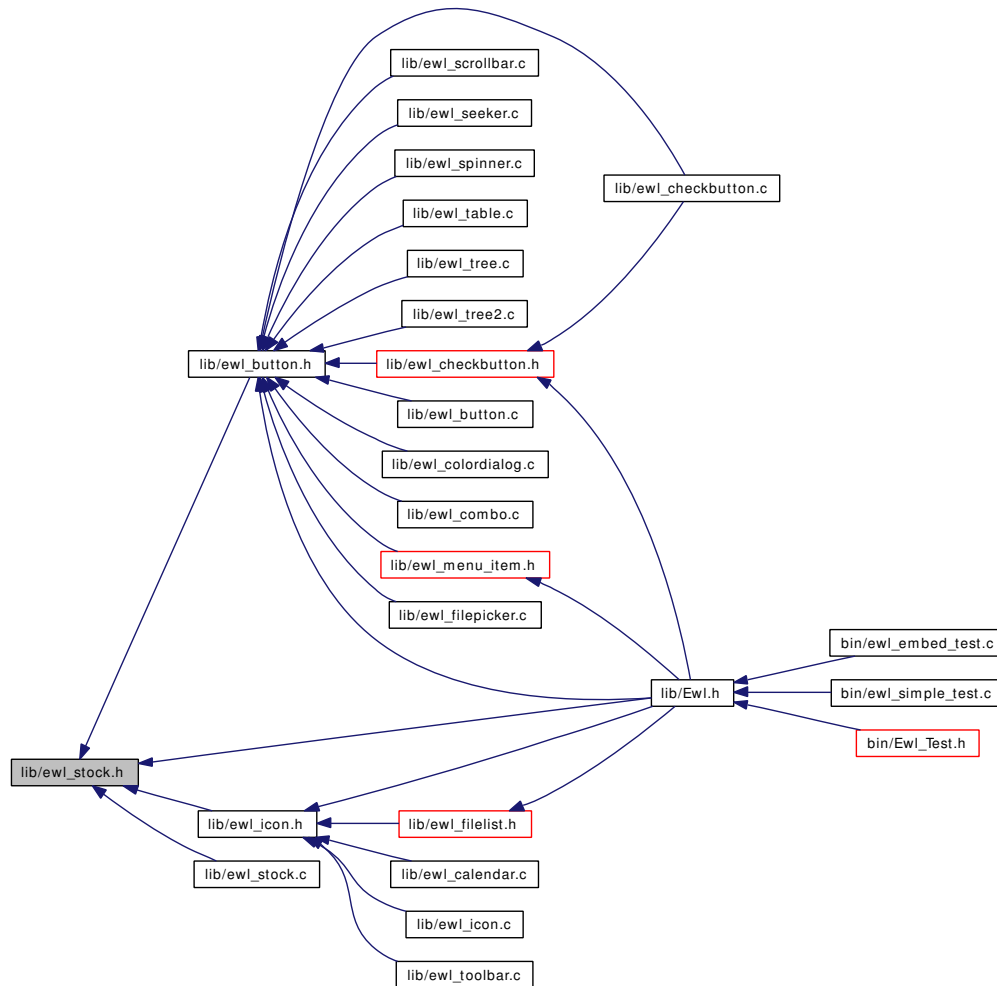 lib/ewl_scrollbar.c
lib/ewl_seeker.c
lib/ewl_spinner.c
lib/ewl_checkbutton.c
lib/ewl_table.c
lib/ewl_tree.c
lib/ewl_tree2.c
lib/ewl_button.h
lib/ewl_checkbutton.h
lib/ewl_button.c
lib/ewl_colordialog.c
lib/ewl_combo.c
lib/ewl_menu_item.h
lib/ewl_filepicker.c
bin/ewl_embed_test.c
lib/Ewl.h
bin/ewl_simple_test.c
bin/Ewl_Test.h
lib/ewl_stock.h
lib/ewl_icon.h
lib/ewl_filelist.h
lib/ewl_stock.c
lib/ewl_calendar.c
lib/ewl_icon.c
lib/ewl_toolbar.c